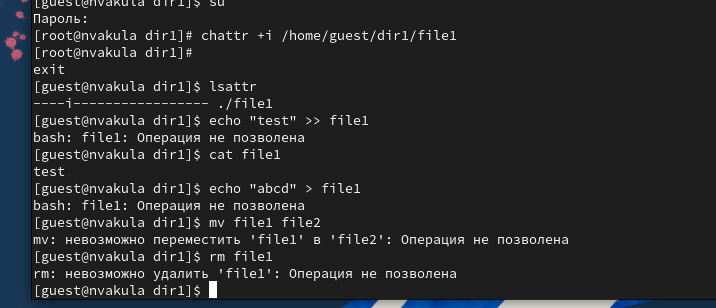 [guest@nvakula dir1]$ su
Пароль:
[root@nvakula dir1]# chattr +i /home/guest/dir1/file1
[root@nvakula dir1]#
exit
[guest@nvakula dir1]$ lsattr
----i----------------- ./file1
[guest@nvakula dir1]$ echo "test" >> file1
bash: file1: Операция не позволена
[guest@nvakula dir1]$ cat file1
test
[guest@nvakula dir1]$ echo "abcd" > file1
bash: file1: Операция не позволена
[guest@nvakula dir1]$ mv file1 file2
mv: невозможно переместить 'file1' в 'file2': Операция не позволена
[guest@nvakula dir1]$ rm file1
rm: невозможно удалить 'file1': Операция не позволена
[guest@nvakula dir1]$